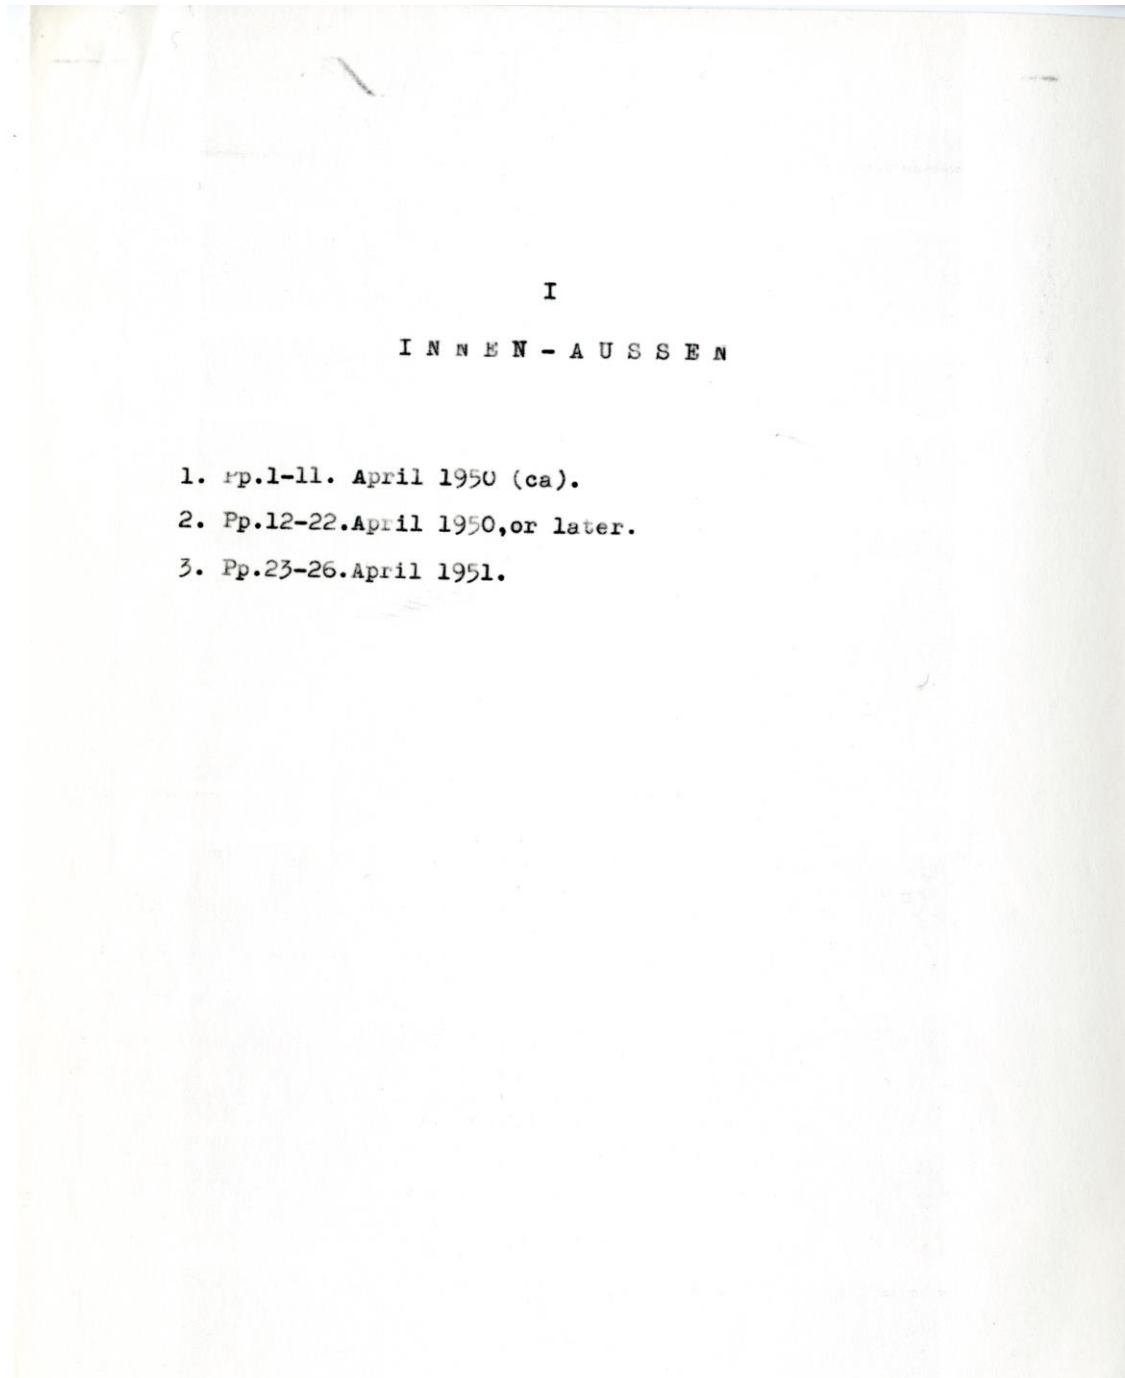 I
INNEN-AUSSEN
1. Pp.1-11. April 1950 (ca).
2. Pp.12-22.April 1950,or later.
3. Pp.23-26.April 1951.